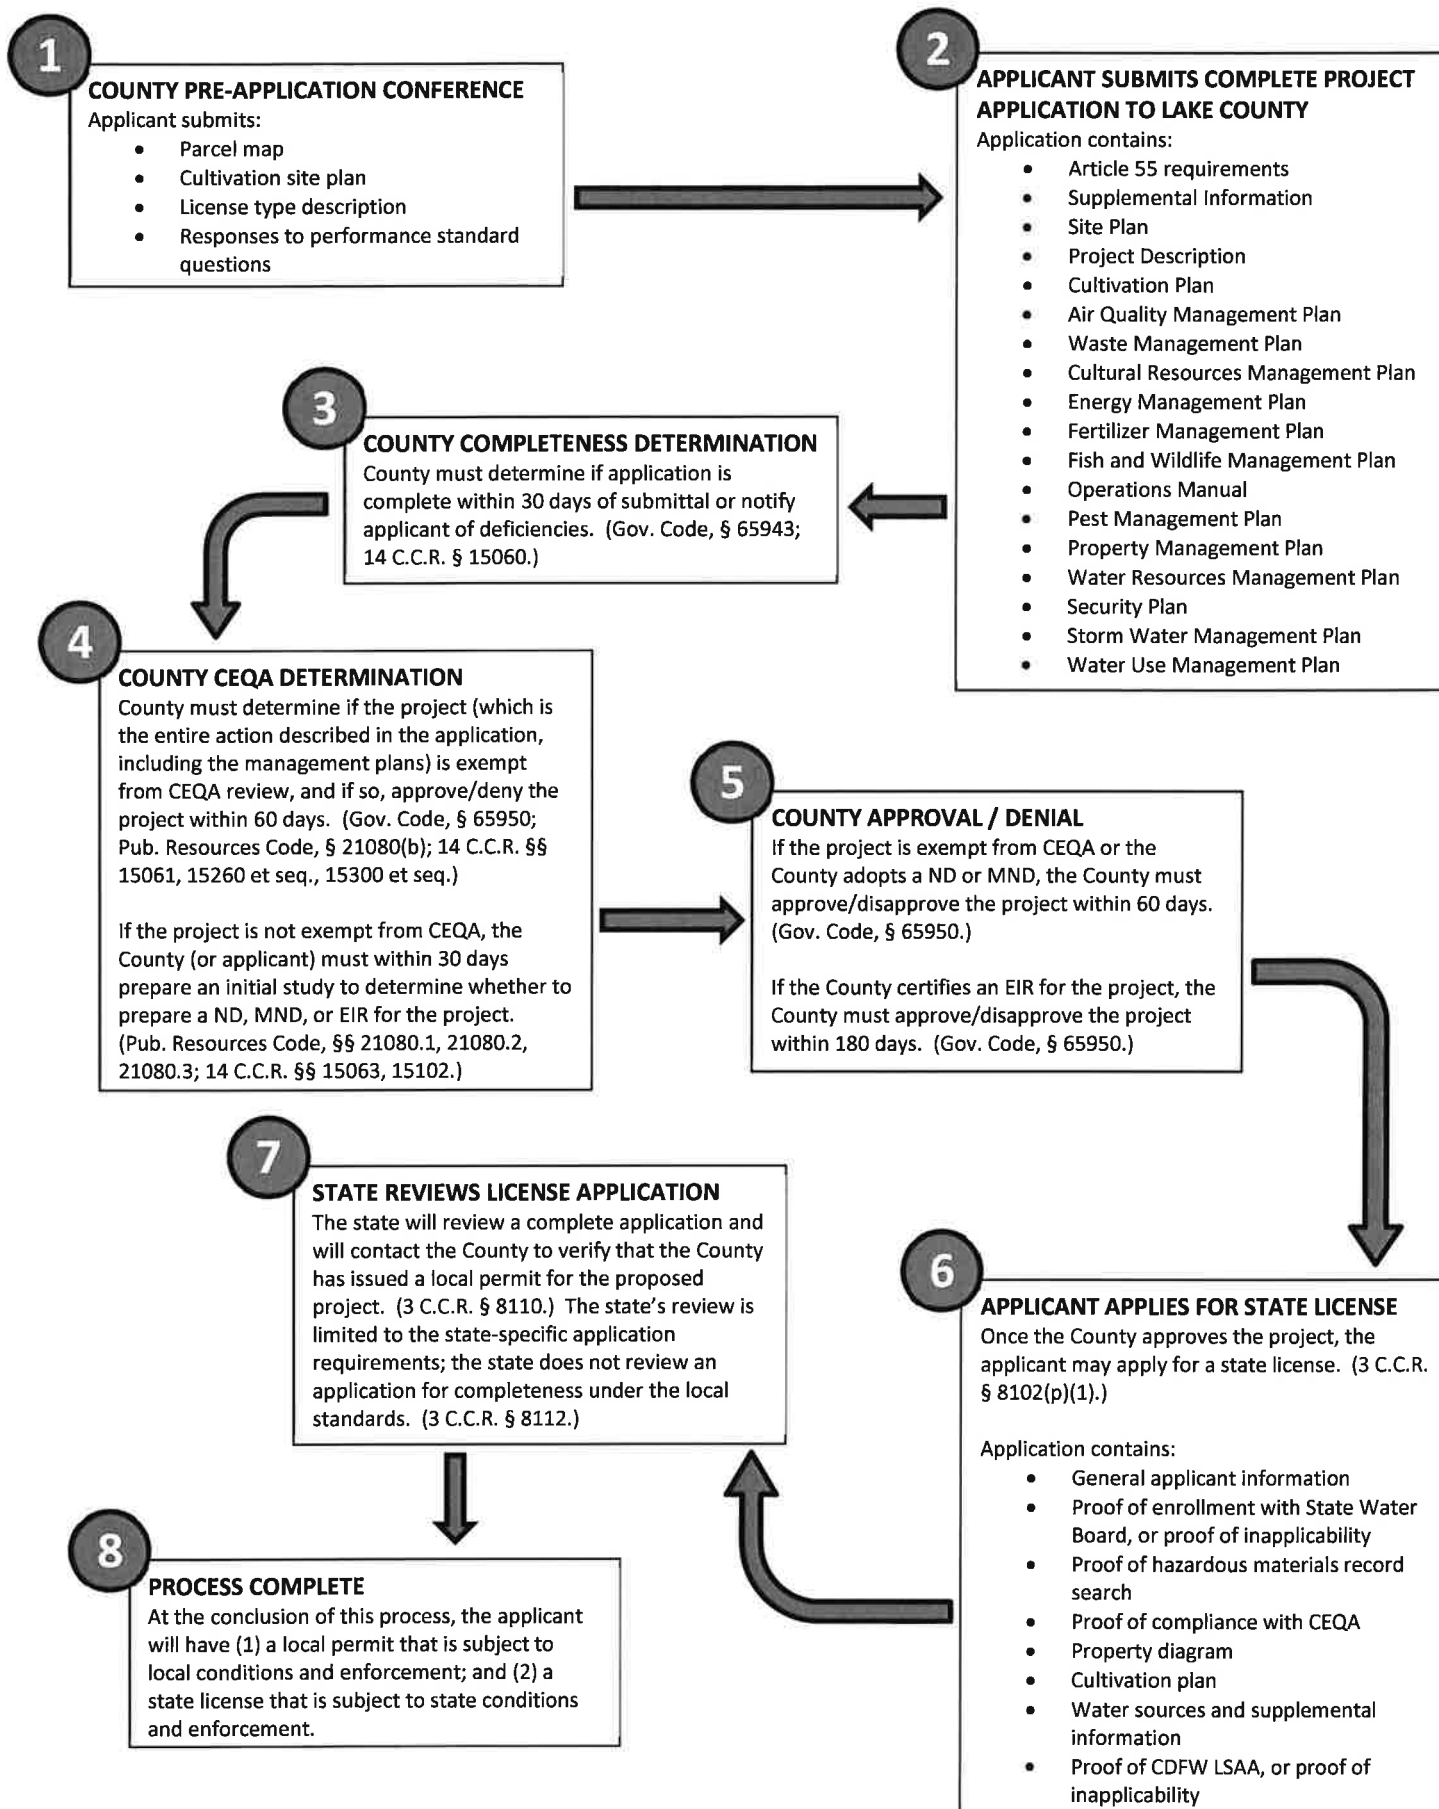 1
COUNTY PRE-APPLICATION CONFERENCE
Applicant submits:
• Parcel map
• Cultivation site plan
• License type description
• Responses to performance standard
questions
2
APPLICANT SUBMITS COMPLETE PROJECT
APPLICATION TO LAKE COUNTY
Application contains:
• Article 55 requirements
• Supplemental Information
• Site Plan
• Project Description
• Cultivation Plan
• Air Quality Management Plan
• Waste Management Plan
• Cultural Resources Management Plan
• Energy Management Plan
• Fertilizer Management Plan
• Fish and Wildlife Management Plan
• Operations Manual
• Pest Management Plan
• Property Management Plan
• Water Resources Management Plan
• Security Plan
• Storm Water Management Plan
• Water Use Management Plan
3
COUNTY COMPLETENESS DETERMINATION
County must determine if application is
complete within 30 days of submittal or notify
applicant of deficiencies. (Gov. Code, § 65943;
14 C.C.R. § 15060.)
4
COUNTY CEQA DETERMINATION
County must determine if the project (which is
the entire action described in the application,
including the management plans) is exempt
from CEQA review, and if so, approve/deny the
project within 60 days. (Gov. Code, § 65950;
Pub. Resources Code, § 21080(b); 14 C.C.R. §§
15061, 15260 et seq., 15300 et seq.)
If the project is not exempt from CEQA, the
County (or applicant) must within 30 days
prepare an initial study to determine whether to
prepare a ND, MND, or EIR for the project.
(Pub. Resources Code, §§ 21080.1, 21080.2,
21080.3; 14 C.C.R. §§ 15063, 15102.)
5
COUNTY APPROVAL / DENIAL
If the project is exempt from CEQA or the
County adopts a ND or MND, the County must
approve/disapprove the project within 60 days.
(Gov. Code, § 65950.)
If the County certifies an EIR for the project, the
County must approve/disapprove the project
within 180 days. (Gov. Code, § 65950.)
6
APPLICANT APPLIES FOR STATE LICENSE
Once the County approves the project, the
applicant may apply for a state license. (3 C.C.R.
§ 8102(p)(1).)
Application contains:
• General applicant information
• Proof of enrollment with State Water
Board, or proof of inapplicability
• Proof of hazardous materials record
search
• Proof of compliance with CEQA
• Property diagram
• Cultivation plan
• Water sources and supplemental
information
• Proof of CDFW LSAA, or proof of
inapplicability
7
STATE REVIEWS LICENSE APPLICATION
The state will review a complete application and
will contact the County to verify that the County
has issued a local permit for the proposed
project. (3 C.C.R. § 8110.) The state's review is
limited to the state-specific application
requirements; the state does not review an
application for completeness under the local
standards. (3 C.C.R. § 8112.)
8
PROCESS COMPLETE
At the conclusion of this process, the applicant
will have (1) a local permit that is subject to
local conditions and enforcement; and (2) a
state license that is subject to state conditions
and enforcement.